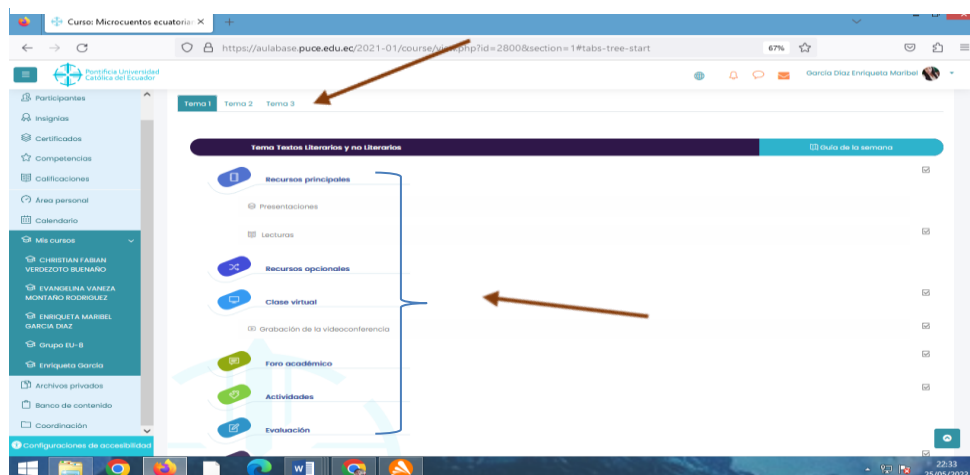 Curso: Microcuentos ecuatorian
https://aulabase.puce.edu.ec/2021-01/course/view.php?id=2800&section=1#tabs-tree-start
67%
Pontificia Universidad
Católica del Ecuador
García Díaz Enriqueta Maribel
Participantes
Insignias
Certificados
Competencias
Calificaciones
Área personal
Calendario
Mis cursos
CHRISTIAN FABIAN
VERDEZOTO BUENAÑO
EVANGELINA VANEZA
MONTAÑO RODRIGUEZ
ENRIQUETA MARIBEL
GARCIA DIAZ
Grupo EU-8
Enriqueta García
Archivos privados
Banco de contenido
Coordinación
Configuraciones de accesibilidad
Tema 1 Tema 2 Tema 3
Tema Textos Literarios y no Literarios
Guía de la semana
Recursos principales
Presentaciones
Lecturas
Recursos opcionales
Clase virtual
Grabación de la videoconferencia
Foro académico
Actividades
Evaluación
22:33
25/05/2023